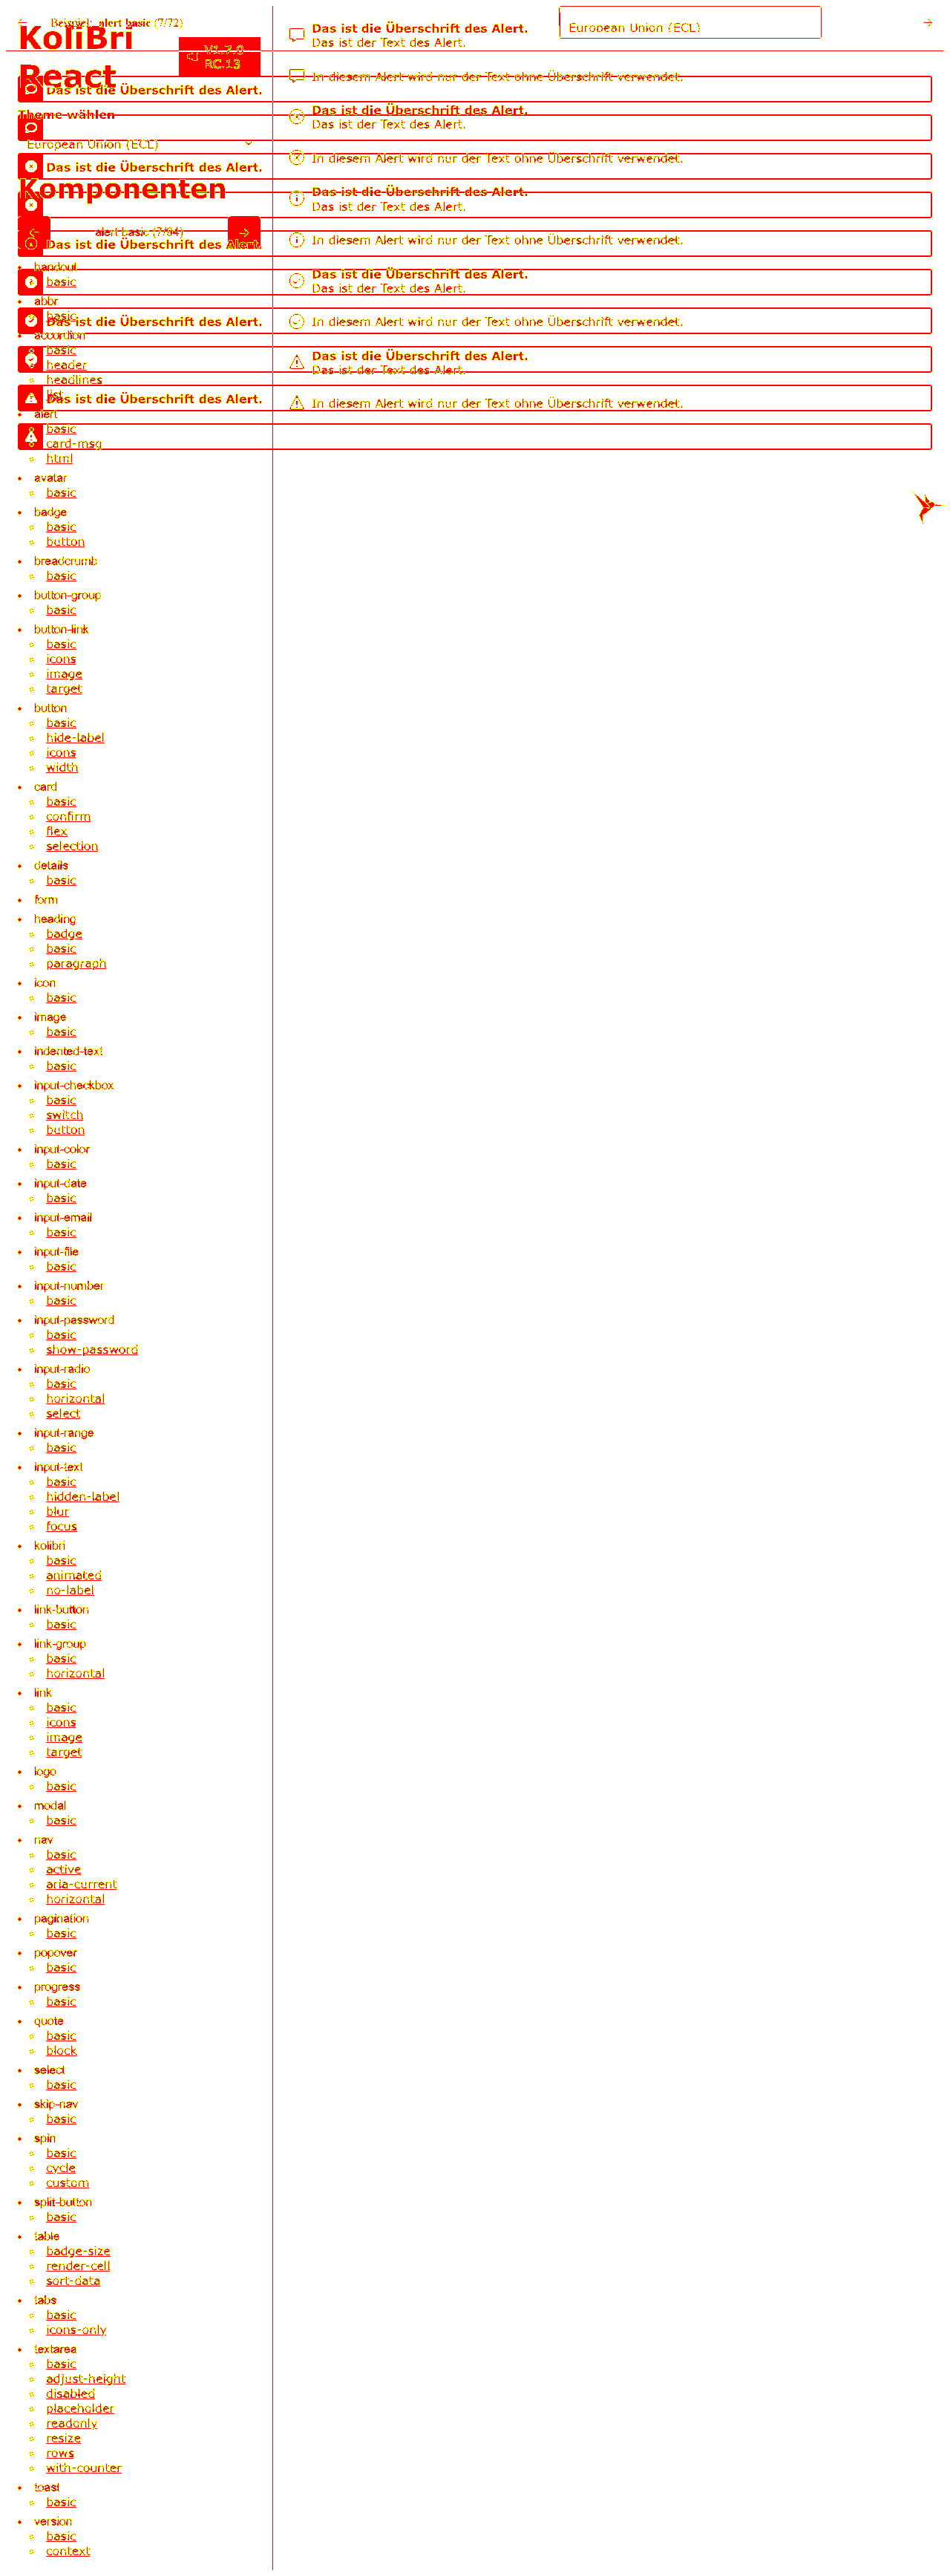 Beispiel: alert basic (7/72)
European Union (ECL)
KoliBri
React
V1.7.0
RC.13
Das ist die Überschrift des Alert.
Theme wählen
European Union (ECL)
Das ist die Überschrift des Alert.
Komponenten
alert basic (7/84)
Das ist die Überschrift des Alert.
handout
basic
abbr
basic
Das ist die Überschrift des Alert.
accordion
basic
header
headlines
list
Das ist die Überschrift des Alert.
alert
basic
card-msg
html
avatar
basic
badge
basic
button
breadcrumb
basic
button-group
basic
button-link
basic
icons
image
target
button
basic
hide-label
icons
width
card
basic
confirm
flex
selection
details
basic
form
heading
badge
basic
paragraph
icon
basic
image
basic
indented-text
basic
input-checkbox
basic
switch
button
input-color
basic
input-date
basic
input-email
basic
input-file
basic
input-number
basic
input-password
basic
show-password
input-radio
basic
horizontal
select
input-range
basic
input-text
basic
hidden-label
blur
focus
kolibri
basic
animated
no-label
link-button
basic
link-group
basic
horizontal
link
basic
icons
image
target
logo
basic
modal
basic
nav
basic
active
aria-current
horizontal
pagination
basic
popover
basic
progress
basic
quote
basic
block
select
basic
skip-nav
basic
spin
basic
cycle
custom
split-button
basic
table
badge-size
render-cell
sort-data
tabs
basic
icons-only
textarea
basic
adjust-height
disabled
placeholder
readonly
resize
rows
with-counter
toast
basic
version
basic
context
Das ist die Überschrift des Alert.
Das ist der Text des Alert.
In diesem Alert wird nur der Text ohne Überschrift verwendet.
Das ist die Überschrift des Alert.
Das ist der Text des Alert.
In diesem Alert wird nur der Text ohne Überschrift verwendet.
Das ist die Überschrift des Alert.
Das ist der Text des Alert.
In diesem Alert wird nur der Text ohne Überschrift verwendet.
Das ist die Überschrift des Alert.
Das ist der Text des Alert.
In diesem Alert wird nur der Text ohne Überschrift verwendet.
Das ist die Überschrift des Alert.
Das ist der Text des Alert.
In diesem Alert wird nur der Text ohne Überschrift verwendet.